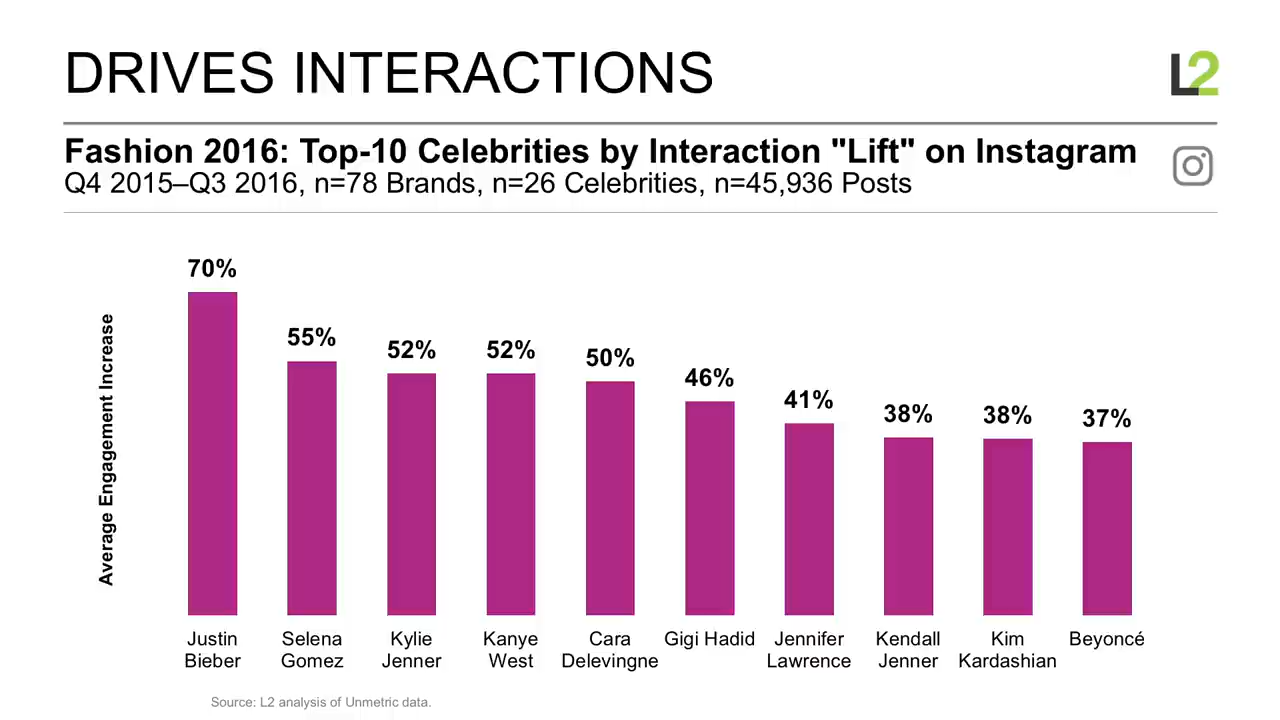 DRIVES INTERACTIONS
L2
Fashion 2016: Top-10 Celebrities by Interaction "Lift" on Instagram
Q4 2015–Q3 2016, n=78 Brands, n=26 Celebrities, n=45,936 Posts
Average Engagement Increase
70%
55%
52%
52%
50%
46%
41%
38%
38%
37%
Justin
Bieber
Selena
Gomez
Kylie
Jenner
Kanye
West
Cara
Delevingne
Gigi Hadid
Jennifer
Lawrence
Kendall
Jenner
Kim
Kardashian
Beyoncé
Source: L2 analysis of Unmetric data.